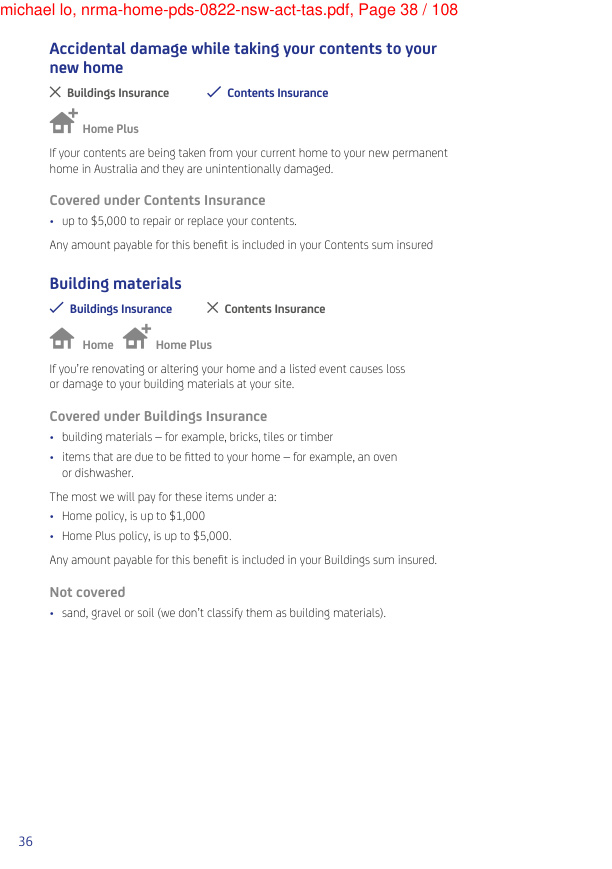 michael lo, nrma-home-pds-0822-nsw-act-tas.pdf, Page 38 / 108
Accidental damage while taking your contents to your
new home
Buildings Insurance Contents Insurance
Home Plus
If your contents are being taken from your current home to your new permanent
home in Australia and they are unintentionally damaged.
Covered under Contents Insurance
• up to $5,000 to repair or replace your contents.
Any amount payable for this benefit is included in your Contents sum insured
Building materials
Buildings Insurance Contents Insurance
Home Home Plus
If you're renovating or altering your home and a listed event causes loss
or damage to your building materials at your site.
Covered under Buildings Insurance
• building materials – for example, bricks, tiles or timber
• items that are due to be fitted to your home – for example, an oven
or dishwasher.
The most we will pay for these items under a:
• Home policy, is up to $1,000
• Home Plus policy, is up to $5,000.
Any amount payable for this benefit is included in your Buildings sum insured.
Not covered
• sand, gravel or soil (we don't classify them as building materials).
36